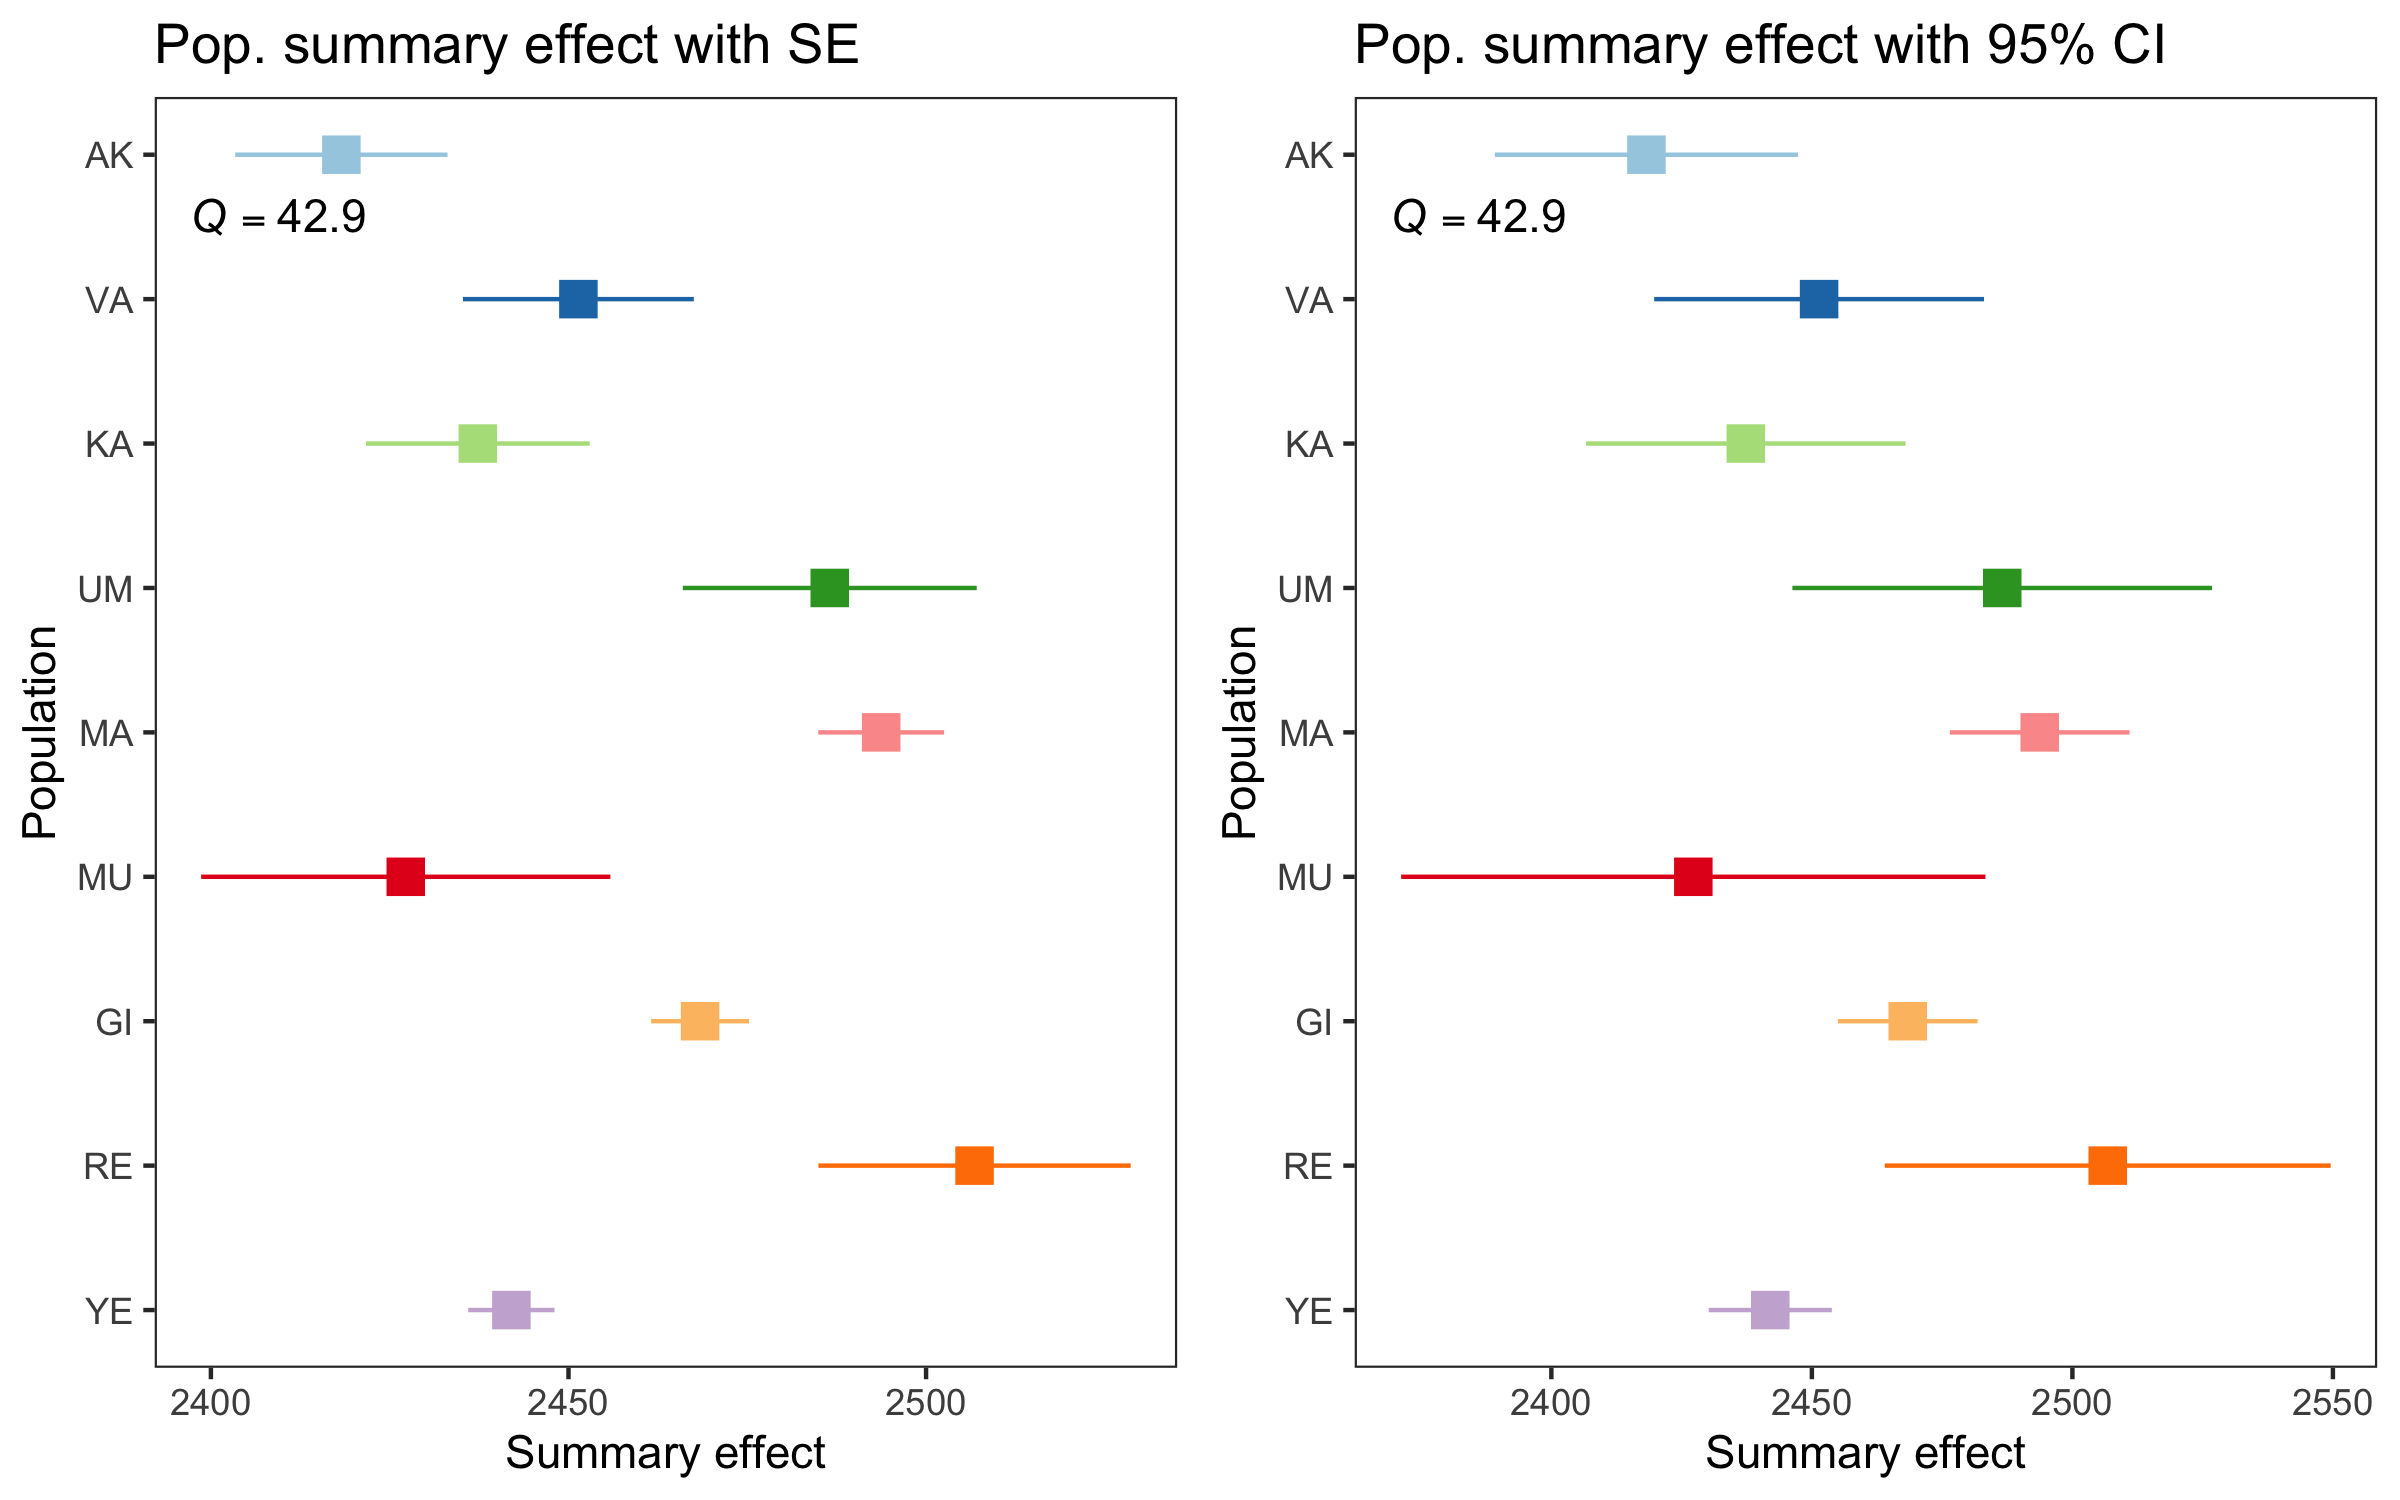 Pop. summary effect with SE
AK
Q = 42.9
VA
KA
UM
MA
MU
GI
RE
YE
Population
2400 2450 2500
Summary effect
Pop. summary effect with 95% CI
AK
Q = 42.9
VA
KA
UM
MA
MU
GI
RE
YE
Population
2400 2450 2500 2550
Summary effect